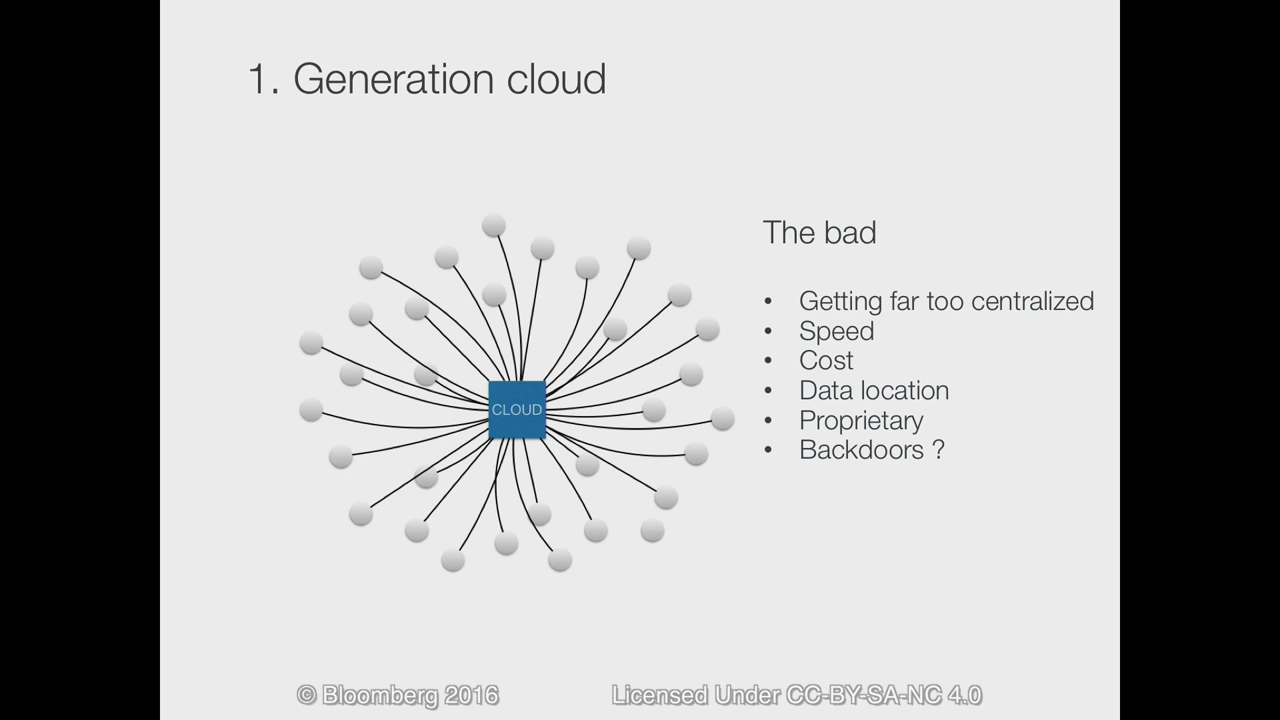 1. Generation cloud
CLOUD
The bad
• Getting far too centralized
• Speed
• Cost
• Data location
• Proprietary
• Backdoors ?
© Bloomberg 2016
Licensed Under CC-BY-SA-NC 4.0